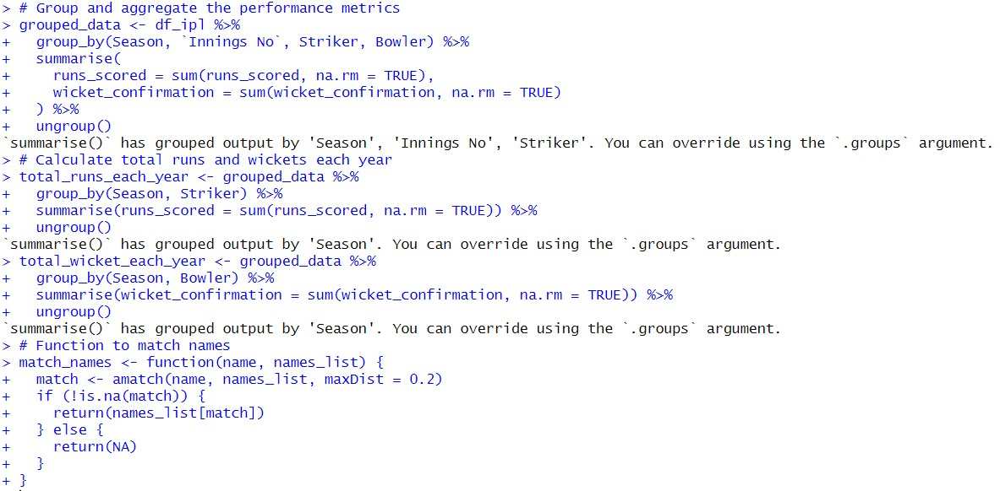 > # Group and aggregate the performance metrics
> grouped_data <- df_ipl %>%
+   group_by(Season, `Innings No`, Striker, Bowler) %>%
+   summarise(
+     runs_scored = sum(runs_scored, na.rm = TRUE),
+     wicket_confirmation = sum(wicket_confirmation, na.rm = TRUE)
+   ) %>%
+   ungroup()
`summarise()` has grouped output by 'Season', 'Innings No', 'Striker'. You can override using the `.groups` argument.
> # Calculate total runs and wickets each year
> total_runs_each_year <- grouped_data %>%
+   group_by(Season, Striker) %>%
+   summarise(runs_scored = sum(runs_scored, na.rm = TRUE)) %>%
+   ungroup()
`summarise()` has grouped output by 'Season'. You can override using the `.groups` argument.
> total_wicket_each_year <- grouped_data %>%
+   group_by(Season, Bowler) %>%
+   summarise(wicket_confirmation = sum(wicket_confirmation, na.rm = TRUE)) %>%
+   ungroup()
`summarise()` has grouped output by 'Season'. You can override using the `.groups` argument.
> # Function to match names
> match_names <- function(name, names_list) {
+   match <- amatch(name, names_list, maxDist = 0.2)
+   if (!is.na(match)) {
+     return(names_list[match])
+   } else {
+     return(NA)
+   }
+ }